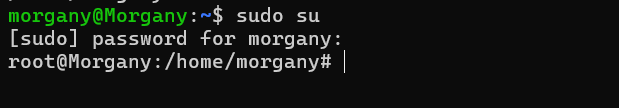 morgany@Morgany:~$ sudo su
[sudo] password for morgany:
root@Morgany:/home/morgany#